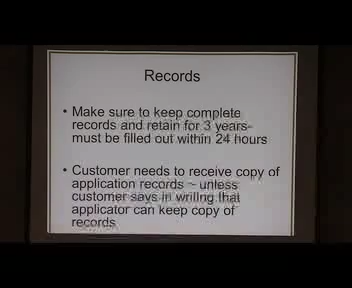 Records
• Make sure to keep complete
records and retain for 3 years-
must be filled out within 24 hours
• Customer needs to receive copy of
application records ~ unless
customer says in writing that
applicator can keep copy of
records